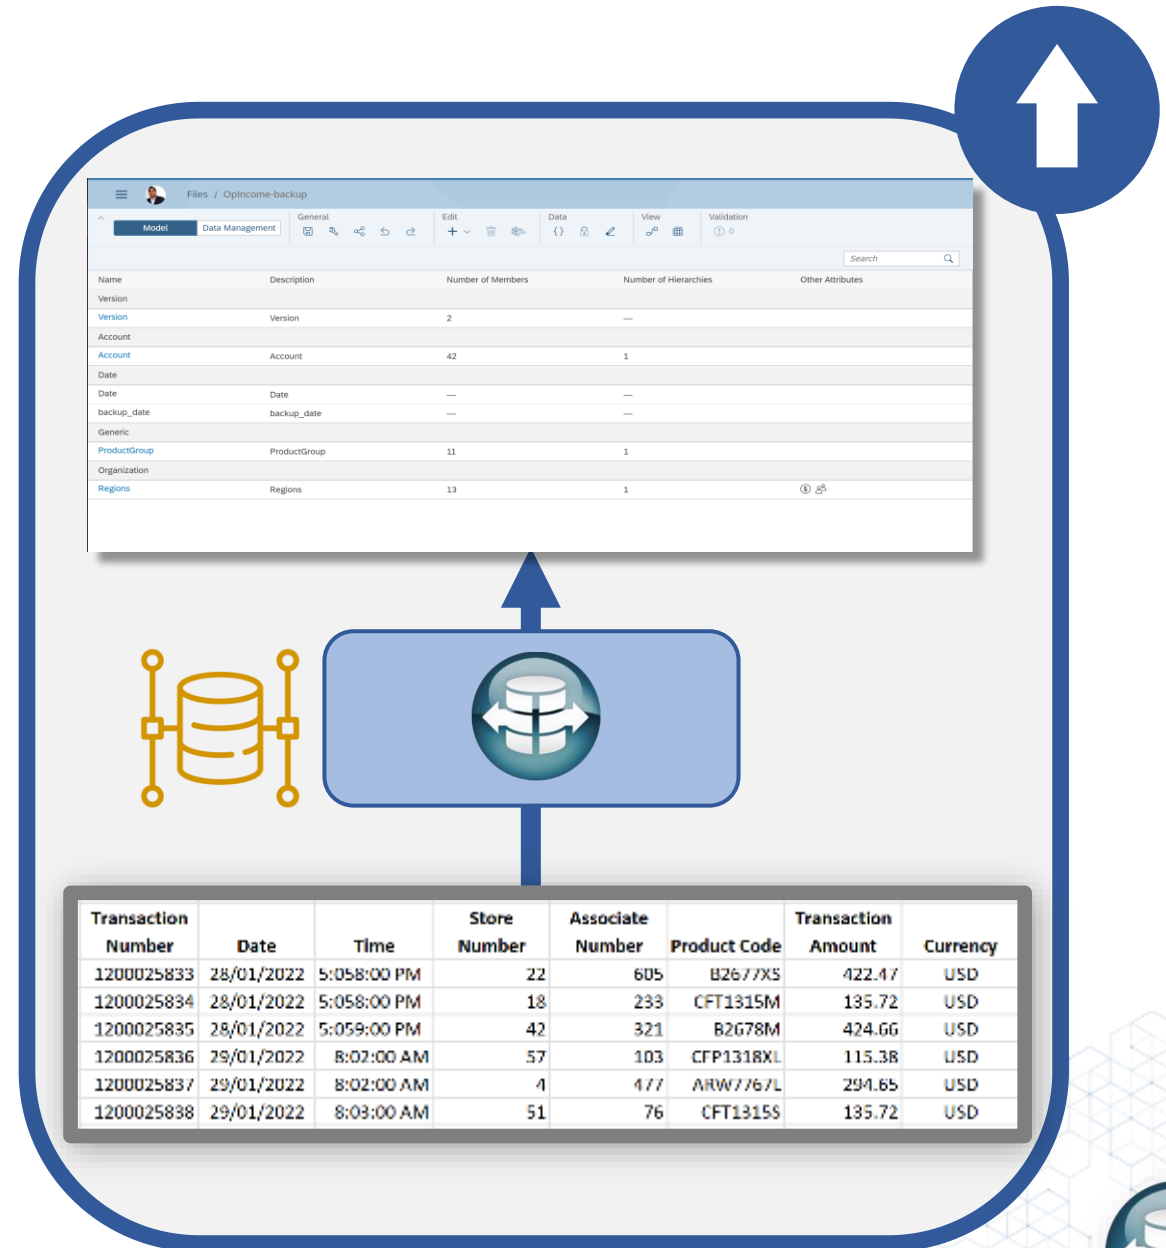 Files / OpIncome-backup
General Edit Data View Validation
Model Data Management 0
Search
Name Description Number of Members Number of Hierarchies Other Attributes
Version
Version Version 2 —
Account
Account Account 42 1
Date
Date Date — —
backup_date backup_date — —
Generic
ProductGroup ProductGroup 11 1
Organization
Regions Regions 13 1
Transaction Store Associate Transaction
Number Date Time Number Number Product Code Amount Currency
1200025833 28/01/2022 5:058:00 PM 22 605 B2677XS 422.47 USD
1200025834 28/01/2022 5:058:00 PM 18 233 CFT1315M 135.72 USD
1200025835 28/01/2022 5:059:00 PM 42 321 B2678M 424.66 USD
1200025836 29/01/2022 8:02:00 AM 57 103 CFP1318XL 115.38 USD
1200025837 29/01/2022 8:02:00 AM 4 477 ARW7767L 294.65 USD
1200025838 29/01/2022 8:03:00 AM 51 76 CFT1315S 135.72 USD